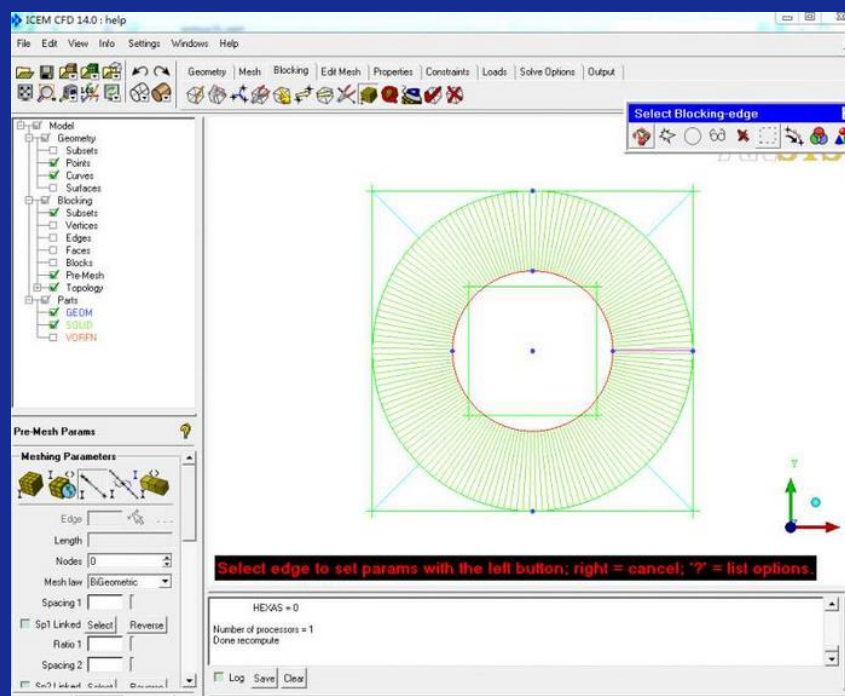 ICEM CFD 14.0 : help
File Edit View Info Settings Windows Help
Geometry Mesh Blocking Edit Mesh Properties Constraints Loads Solve Options Output
Select Blocking-edge
Model
Geometry
Subsets
Points
Curves
Surfaces
Blocking
Subsets
Vertices
Edges
Faces
Blocks
Pre-Mesh
Topology
Parts
GEOM
SOLID
VORFN
Pre-Mesh Params
Meshing Parameters
Edge
Length
Nodes 0
Mesh law BiGeometric
Spacing 1
Sp1 Linked Select Reverse
Ratio 1
Spacing 2
Sp2 Linked Select Reverse
Y
Select edge to set params with the left button; right = cancel; '?' = list options.
HEXAS = 0
Number of processors = 1
Done recompute
Log Save Clear